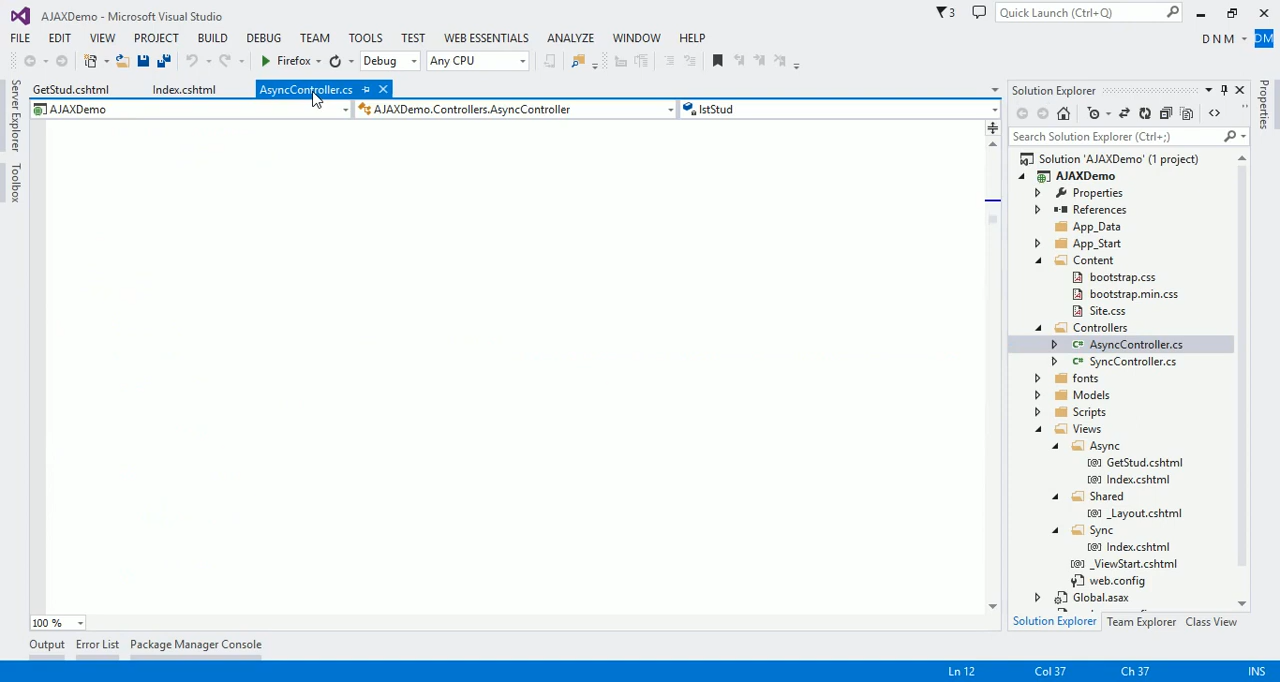 AJAXDemo - Microsoft Visual Studio
3
Quick Launch (Ctrl+Q)
FILE EDIT VIEW PROJECT BUILD DEBUG TEAM TOOLS TEST WEB ESSENTIALS ANALYZE WINDOW HELP
D N M DM
Firefox Debug Any CPU
GetStud.cshtml Index.cshtml AsyncController.cs
AJAXDemo AJAXDemo.Controllers.AsyncController lstStud
Server Explorer
Toolbox
Properties
Solution Explorer
Search Solution Explorer (Ctrl+;)
Solution 'AJAXDemo' (1 project)
AJAXDemo
Properties
References
App_Data
App_Start
Content
bootstrap.css
bootstrap.min.css
Site.css
Controllers
C# AsyncController.cs
C# SyncController.cs
fonts
Models
Scripts
Views
Async
[@] GetStud.cshtml
[@] Index.cshtml
Shared
[@] _Layout.cshtml
Sync
[@] Index.cshtml
[@] _ViewStart.cshtml
web.config
Global.asax
100 %
Solution Explorer Team Explorer Class View
Output Error List Package Manager Console
Ln 12 Col 37 Ch 37 INS